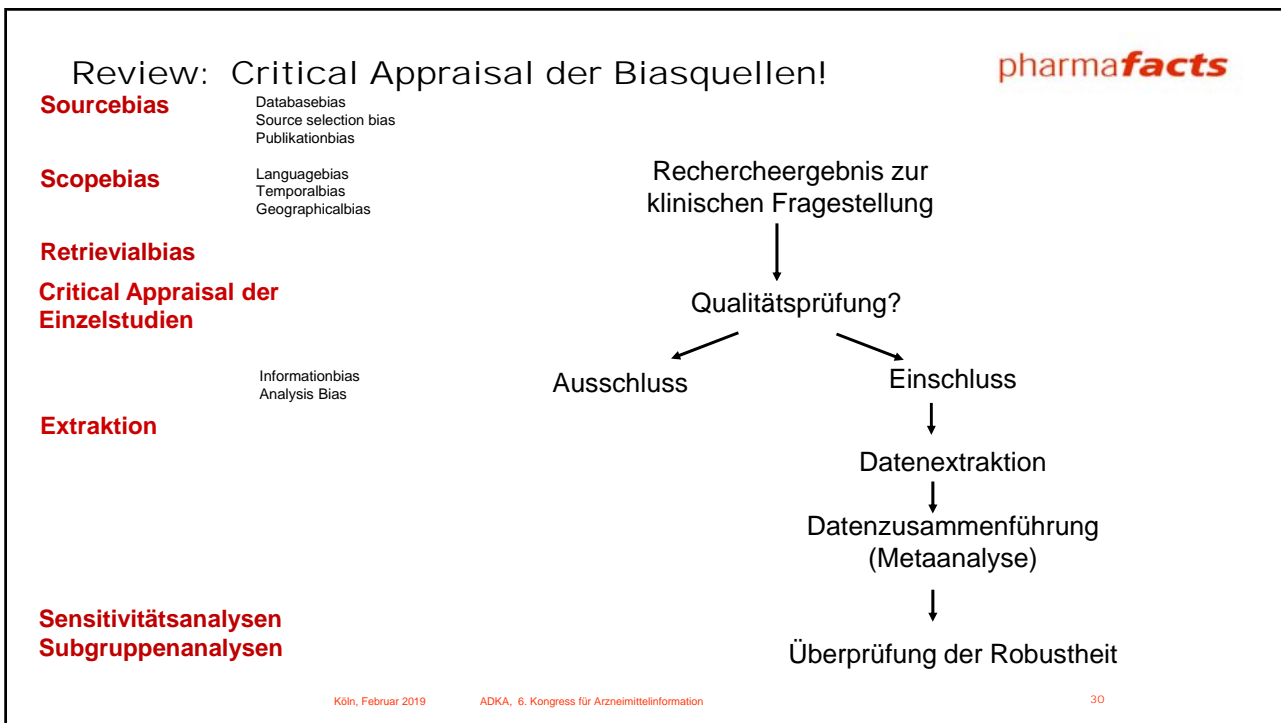 Review: Critical Appraisal der Biasquellen!
pharmafacts
Sourcebias
Databasebias
Source selection bias
Publikationbias
Scopebias
Languagebias
Temporalbias
Geographicalbias
Retrievialbias
Critical Appraisal der
Einzelstudien
Informationbias
Analysis Bias
Extraktion
Sensitivitätsanalysen
Subgruppenanalysen
Rechercheergebnis zur
klinischen Fragestellung
Qualitätsprüfung?
Ausschluss
Einschluss
Datenextraktion
Datenzusammenführung
(Metaanalyse)
Überprüfung der Robustheit
Köln, Februar 2019
ADKA, 6. Kongress für Arzneimittelinformation
30